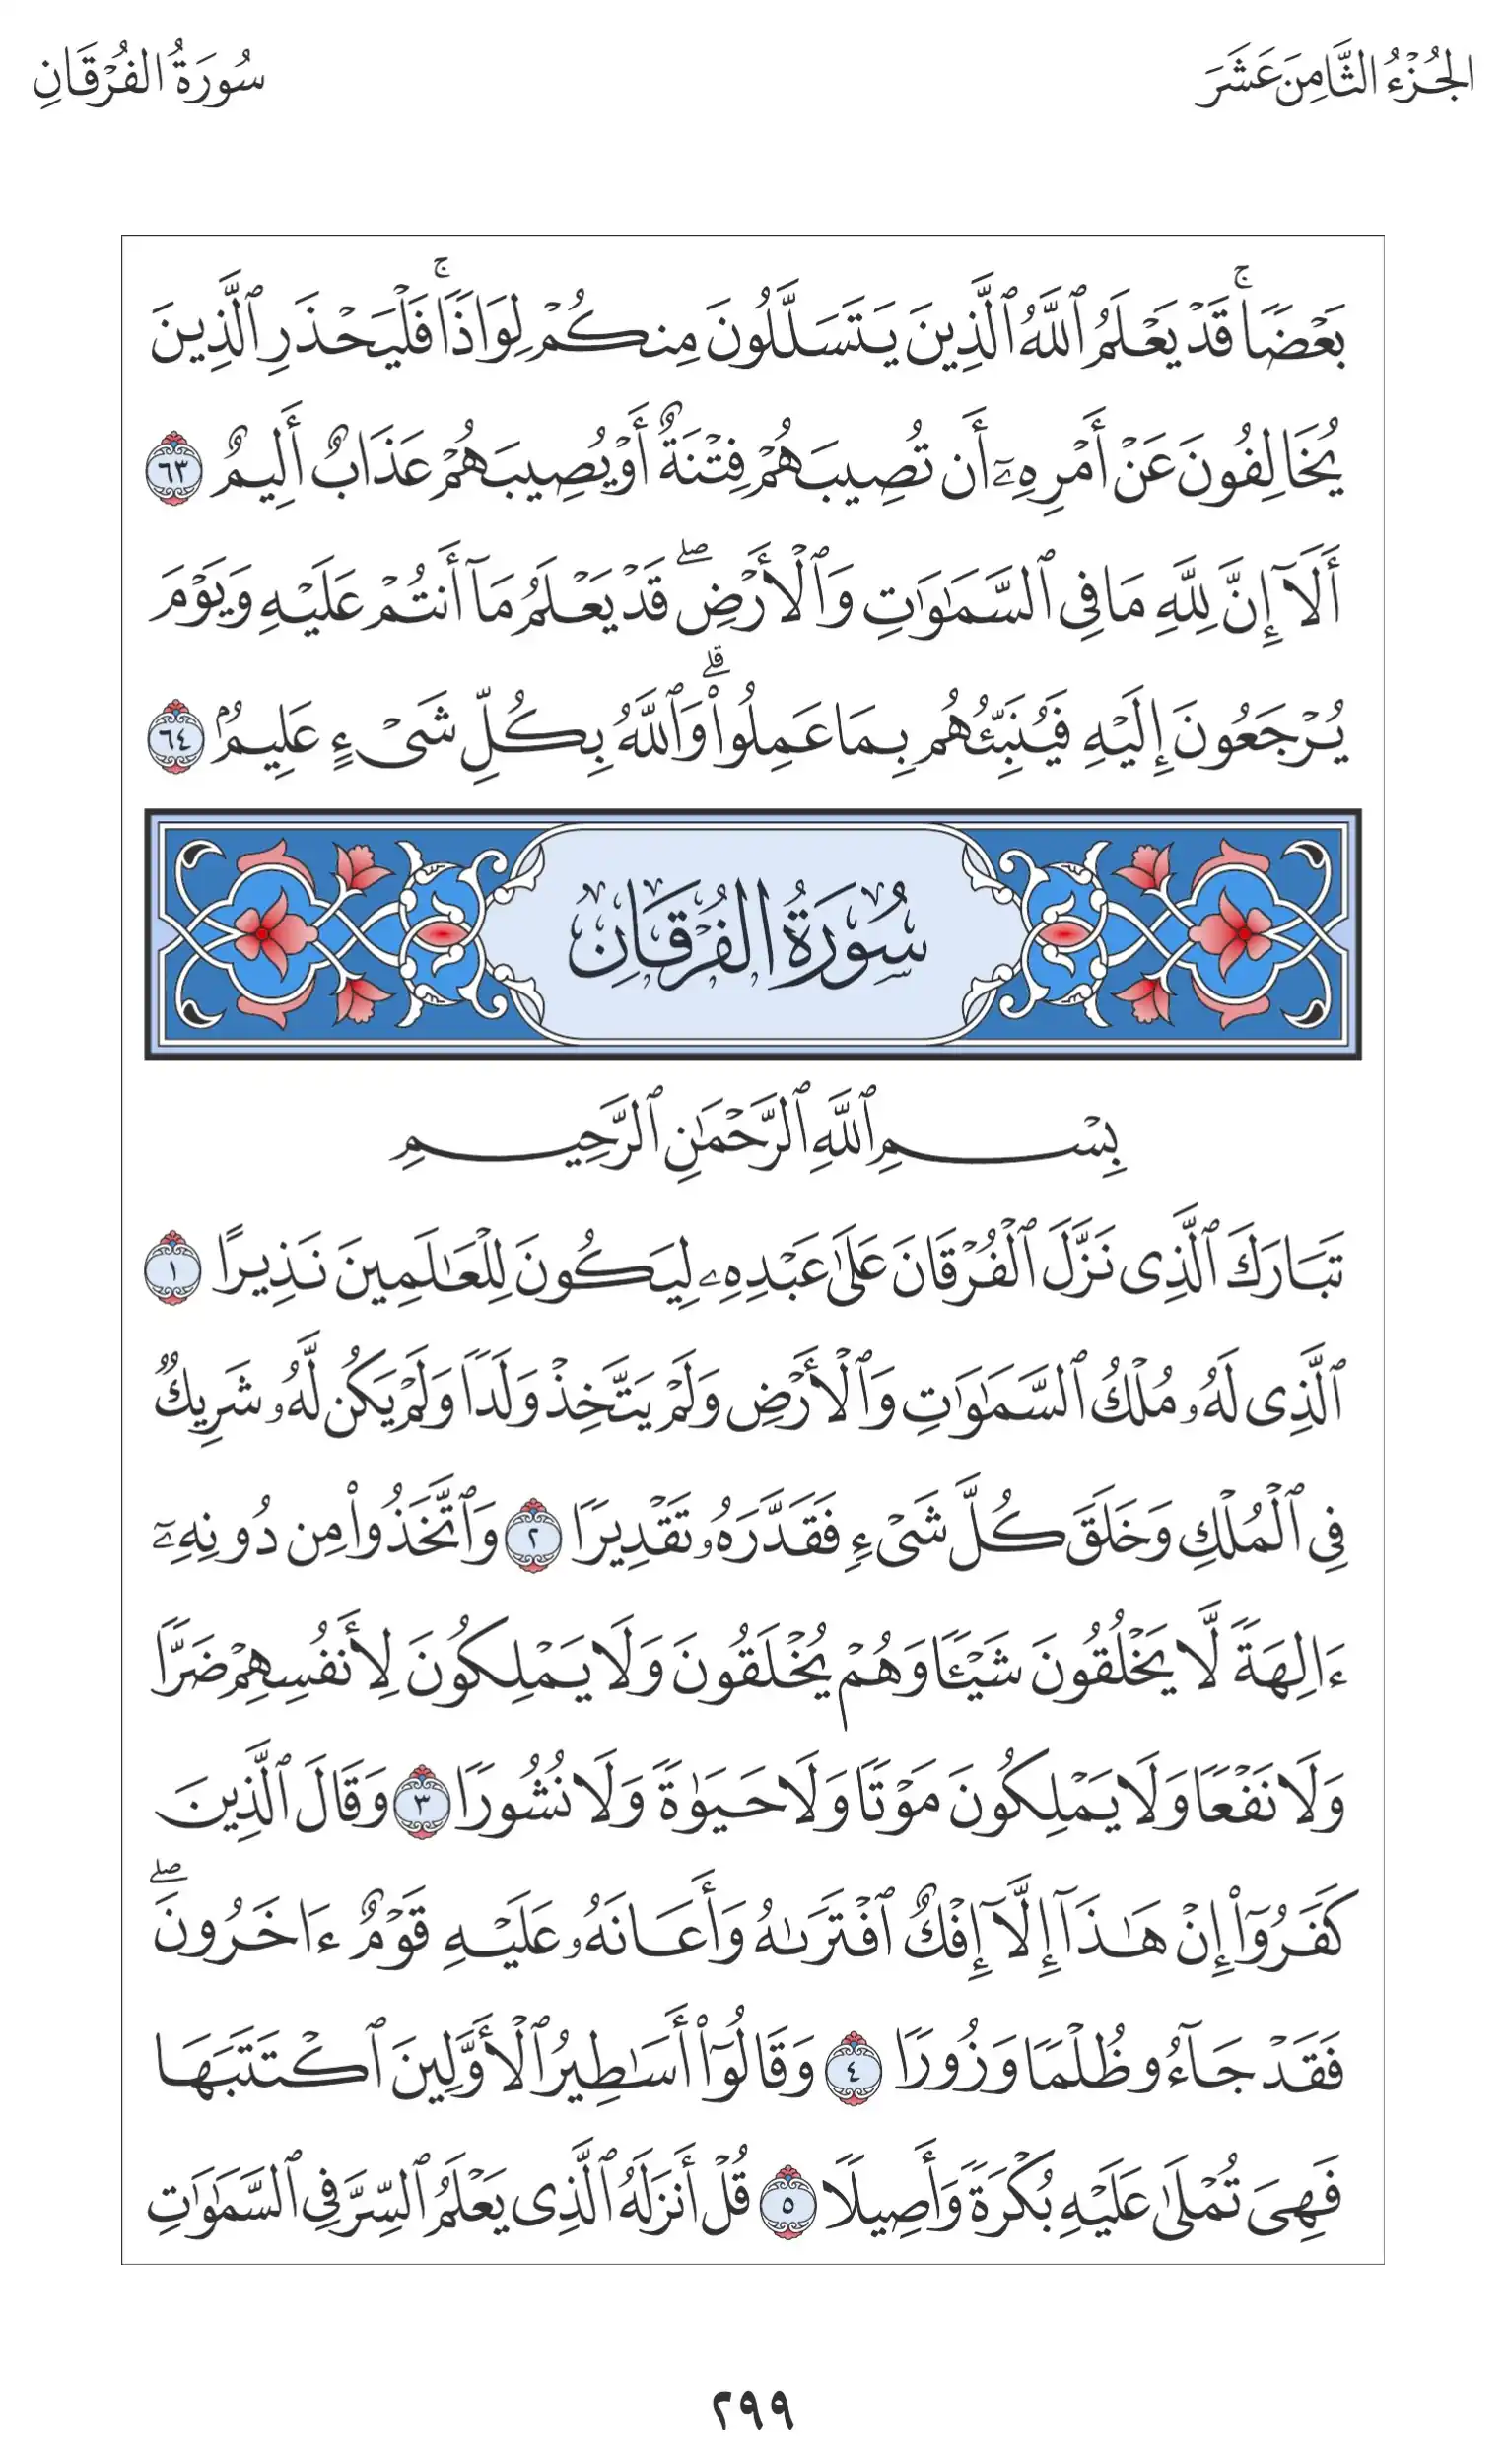 الجُزْءُ الثَّامِنَ عَشَرَ
سُورَةُ الفُرْقَانِ
بَعْضًاۚ قَدْ يَعْلَمُ ٱللَّهُ ٱلَّذِينَ يَتَسَلَّلُونَ مِنكُمْ لِوَاذًاۚ فَلْيَحْذَرِ ٱلَّذِينَ
يُخَالِفُونَ عَنْ أَمْرِهِۦٓ أَن تُصِيبَهُمْ فِتْنَةٌ أَوْ يُصِيبَهُمْ عَذَابٌ أَلِيمٌ ٦٣
أَلَآ إِنَّ لِلَّهِ مَا فِي ٱلسَّمَـٰوَٰتِ وَٱلْأَرْضِۖ قَدْ يَعْلَمُ مَآ أَنتُمْ عَلَيْهِ وَيَوْمَ
يُرْجَعُونَ إِلَيْهِ فَيُنَبِّئُهُم بِمَا عَمِلُوا۟ۗ وَٱللَّهُ بِكُلِّ شَىْءٍ عَلِيمٌۢ ٦٤
سُورَةُ الفُرْقَانِ
بِسْمِ ٱللَّهِ ٱلرَّحْمَـٰنِ ٱلرَّحِيمِ
تَبَارَكَ ٱلَّذِى نَزَّلَ ٱلْفُرْقَانَ عَلَىٰ عَبْدِهِۦ لِيَكُونَ لِلْعَـٰلَمِينَ نَذِيرًا ١
ٱلَّذِى لَهُۥ مُلْكُ ٱلسَّمَـٰوَٰتِ وَٱلْأَرْضِ وَلَمْ يَتَّخِذْ وَلَدًا وَلَمْ يَكُن لَّهُۥ شَرِيكٌ
فِي ٱلْمُلْكِ وَخَلَقَ كُلَّ شَىْءٍ فَقَدَّرَهُۥ تَقْدِيرًا ٢ وَٱتَّخَذُوا۟ مِن دُونِهِۦٓ
ءَالِهَةً لَّا يَخْلُقُونَ شَيْـًٔا وَهُمْ يُخْلَقُونَ وَلَا يَمْلِكُونَ لِأَنفُسِهِمْ ضَرًّا
وَلَا نَفْعًا وَلَا يَمْلِكُونَ مَوْتًا وَلَا حَيَوٰةً وَلَا نُشُورًا ٣ وَقَالَ ٱلَّذِينَ
كَفَرُوٓا۟ إِنْ هَـٰذَآ إِلَّآ إِفْكٌ ٱفْتَرَىٰهُ وَأَعَانَهُۥ عَلَيْهِ قَوْمٌ ءَاخَرُونَۖ
فَقَدْ جَآءُو ظُلْمًا وَزُورًا ٤ وَقَالُوٓا۟ أَسَـٰطِيرُ ٱلْأَوَّلِينَ ٱكْتَتَبَهَا
فَهِىَ تُمْلَىٰ عَلَيْهِ بُكْرَةً وَأَصِيلًا ٥ قُلْ أَنزَلَهُ ٱلَّذِى يَعْلَمُ ٱلسِّرَّ فِي ٱلسَّمَـٰوَٰتِ
٢٩٩